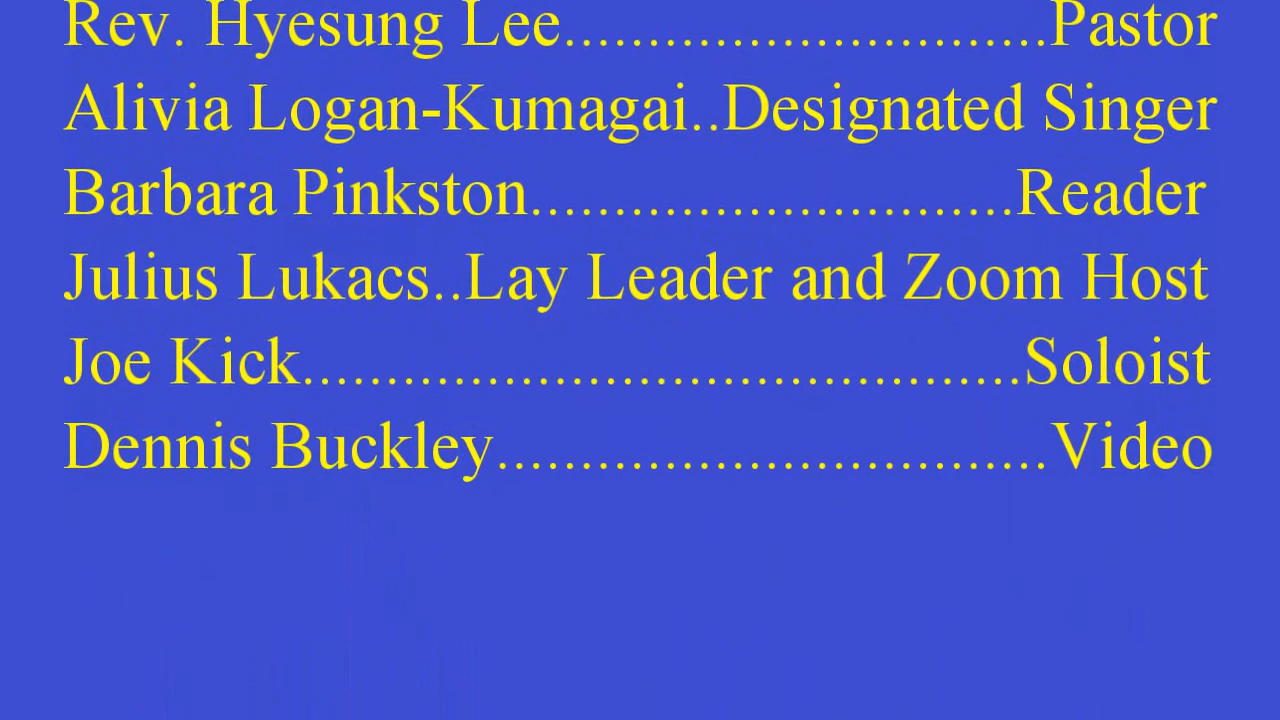 Rev. Hyesung Lee.............................Pastor
Alivia Logan-Kumagai..Designated Singer
Barbara Pinkston.............................Reader
Julius Lukacs..Lay Leader and Zoom Host
Joe Kick...........................................Soloist
Dennis Buckley.................................Video